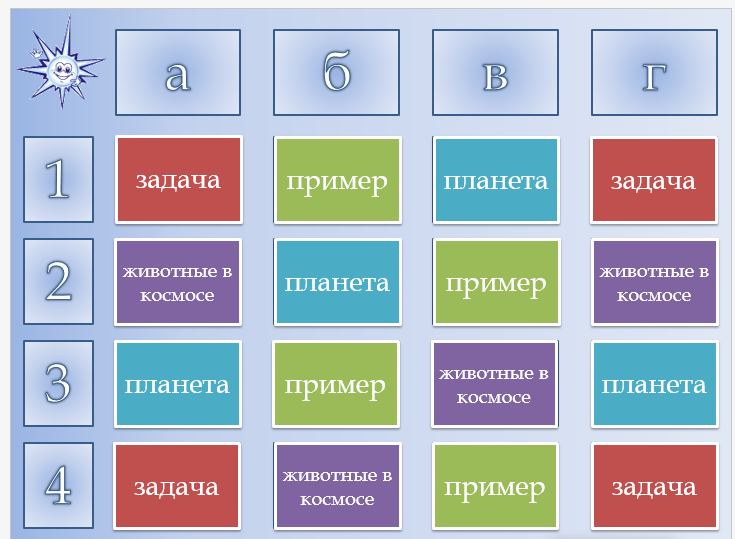 а б в г
1 задача пример планета задача
2 животные в космосе планета пример животные в космосе
3 планета пример животные в космосе планета
4 задача животные в космосе пример задача